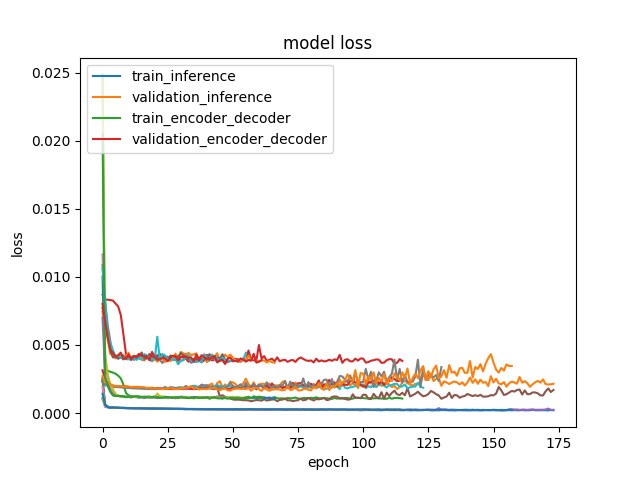 model loss
train_inference
validation_inference
train_encoder_decoder
validation_encoder_decoder
0.025
0.020
0.015
0.010
0.005
0.000
loss
0 25 50 75 100 125 150 175
epoch